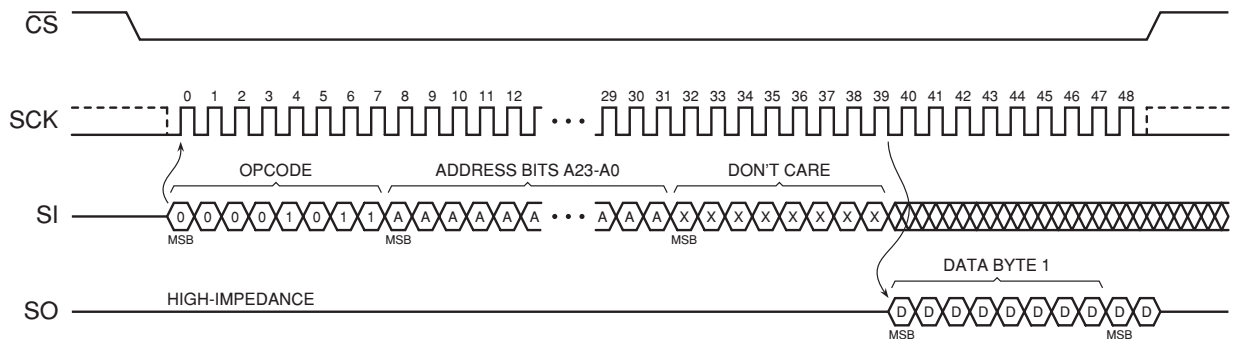 CS
0 1 2 3 4 5 6 7 8 9 10 11 12 29 30 31 32 33 34 35 36 37 38 39 40 41 42 43 44 45 46 47 48
SCK
OPCODE ADDRESS BITS A23-A0 DON'T CARE
SI 0 0 0 0 1 0 1 1 A A A A A A A A A X X X X X X X X
MSB MSB MSB
DATA BYTE 1
HIGH-IMPEDANCE
SO D D D D D D D D D D
MSB MSB